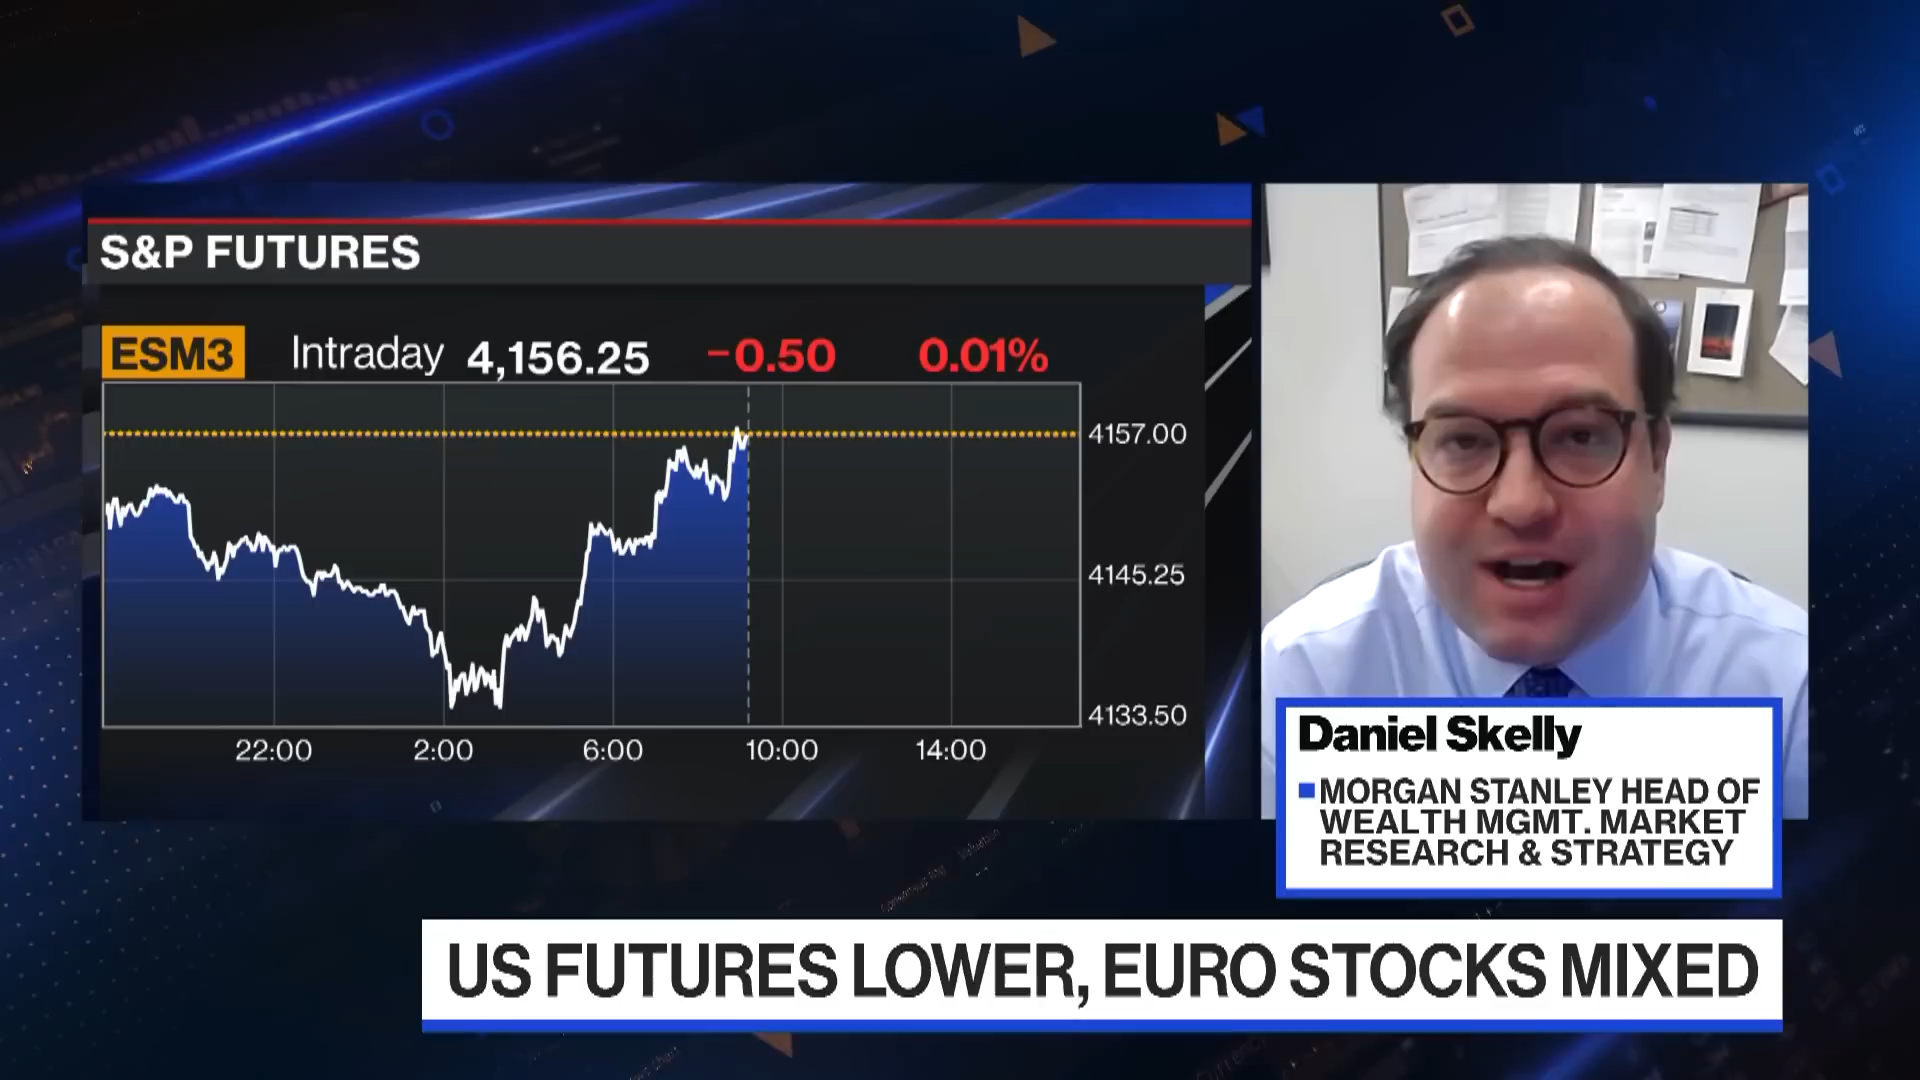 S&P FUTURES
ESM3 Intraday 4,156.25 −0.50 0.01%
4157.00
4145.25
4133.50
22:00 2:00 6:00 10:00 14:00
Daniel Skelly
MORGAN STANLEY HEAD OF
WEALTH MGMT. MARKET
RESEARCH & STRATEGY
US FUTURES LOWER, EURO STOCKS MIXED